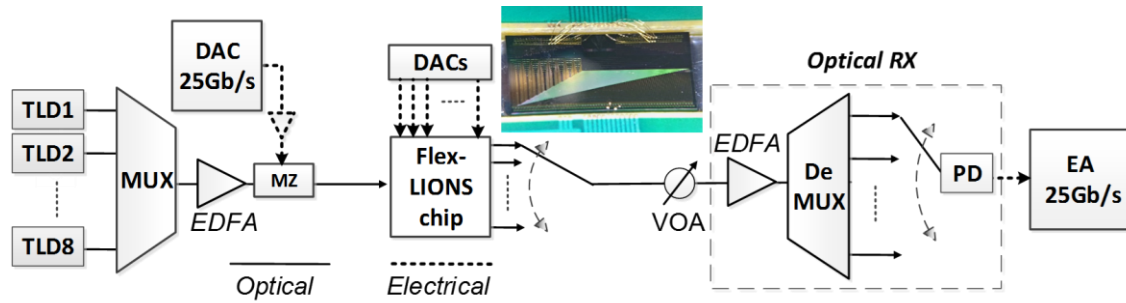 DAC
25Gb/s
DACs
Optical RX
TLD1
TLD2
TLD8
MUX
EDFA
MZ
Flex-
LIONS
chip
VOA
EDFA
De
MUX
PD
EA
25Gb/s
Optical
Electrical